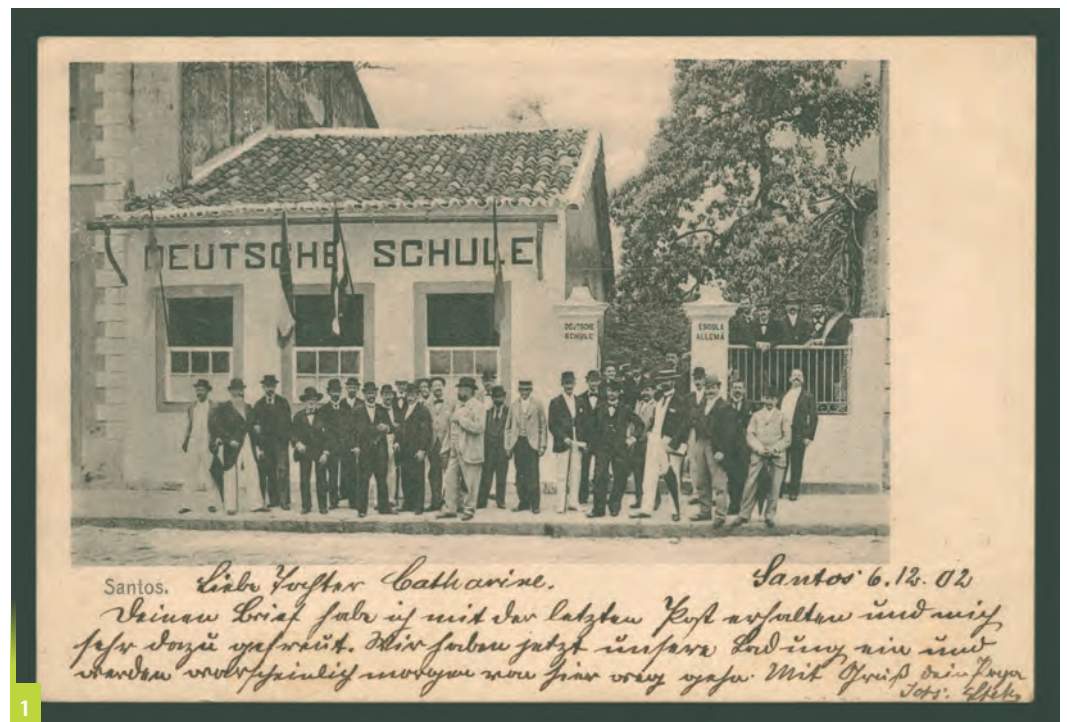 DEUTSCHE SCHULE
DEUTSCHE
SCHULE
ESCOLA
ALLEMÃ
Santos. Liebe Tochter Catharine. Santos 6.12.02
Deinen Brief habe ich mit der letzten Post erhalten und mich
sehr dazu gefreut. Wir haben jetzt unsere Ladung ein und
werden warscheinlich morgen von hier weg gehn. Mit Gruß dein Papa
1